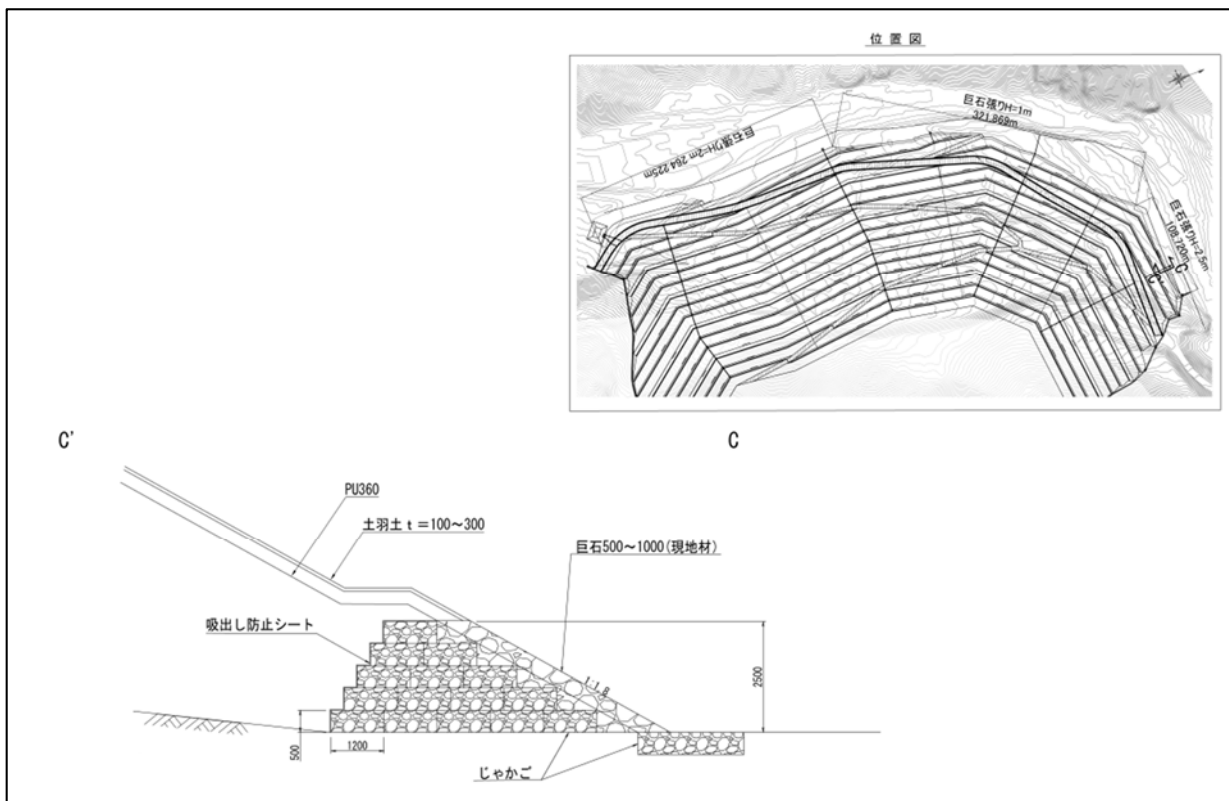 位 置 図
巨石張りH=1m
321.869m
巨石張りH=2m 264.225m
巨石張りH=2.5m
108.720m
C
C'
C'
C
PU360
土羽土 t =100~300
巨石500~1000(現地材)
吸出し防止シート
1:1.8
2500
500
1200
じゃかご